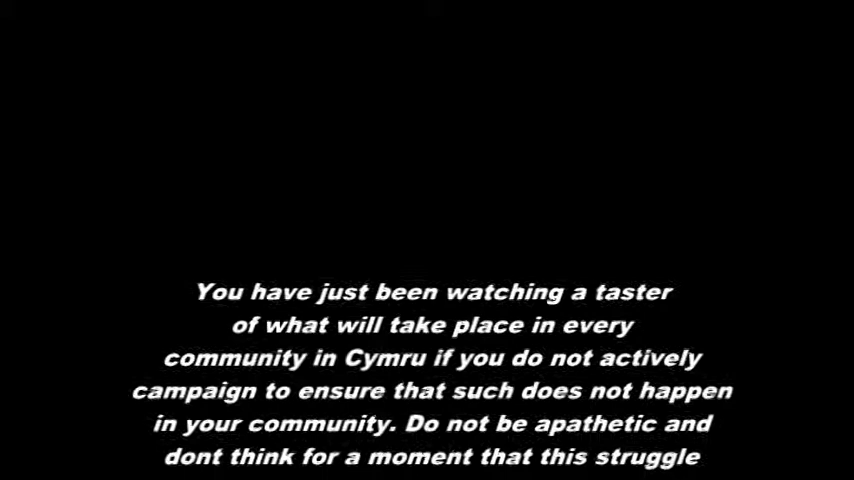 You have just been watching a taster
of what will take place in every
community in Cymru if you do not actively
campaign to ensure that such does not happen
in your community. Do not be apathetic and
dont think for a moment that this struggle